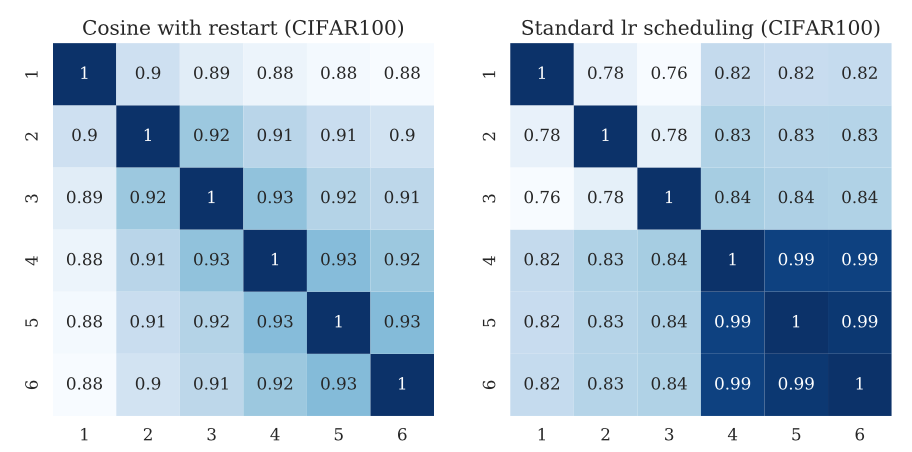 Cosine with restart (CIFAR100)
1 1 0.9 0.89 0.88 0.88 0.88
2 0.9 1 0.92 0.91 0.91 0.9
3 0.89 0.92 1 0.93 0.92 0.91
4 0.88 0.91 0.93 1 0.93 0.92
5 0.88 0.91 0.92 0.93 1 0.93
6 0.88 0.9 0.91 0.92 0.93 1
1 2 3 4 5 6
Standard lr scheduling (CIFAR100)
1 1 0.78 0.76 0.82 0.82 0.82
2 0.78 1 0.78 0.83 0.83 0.83
3 0.76 0.78 1 0.84 0.84 0.84
4 0.82 0.83 0.84 1 0.99 0.99
5 0.82 0.83 0.84 0.99 1 0.99
6 0.82 0.83 0.84 0.99 0.99 1
1 2 3 4 5 6